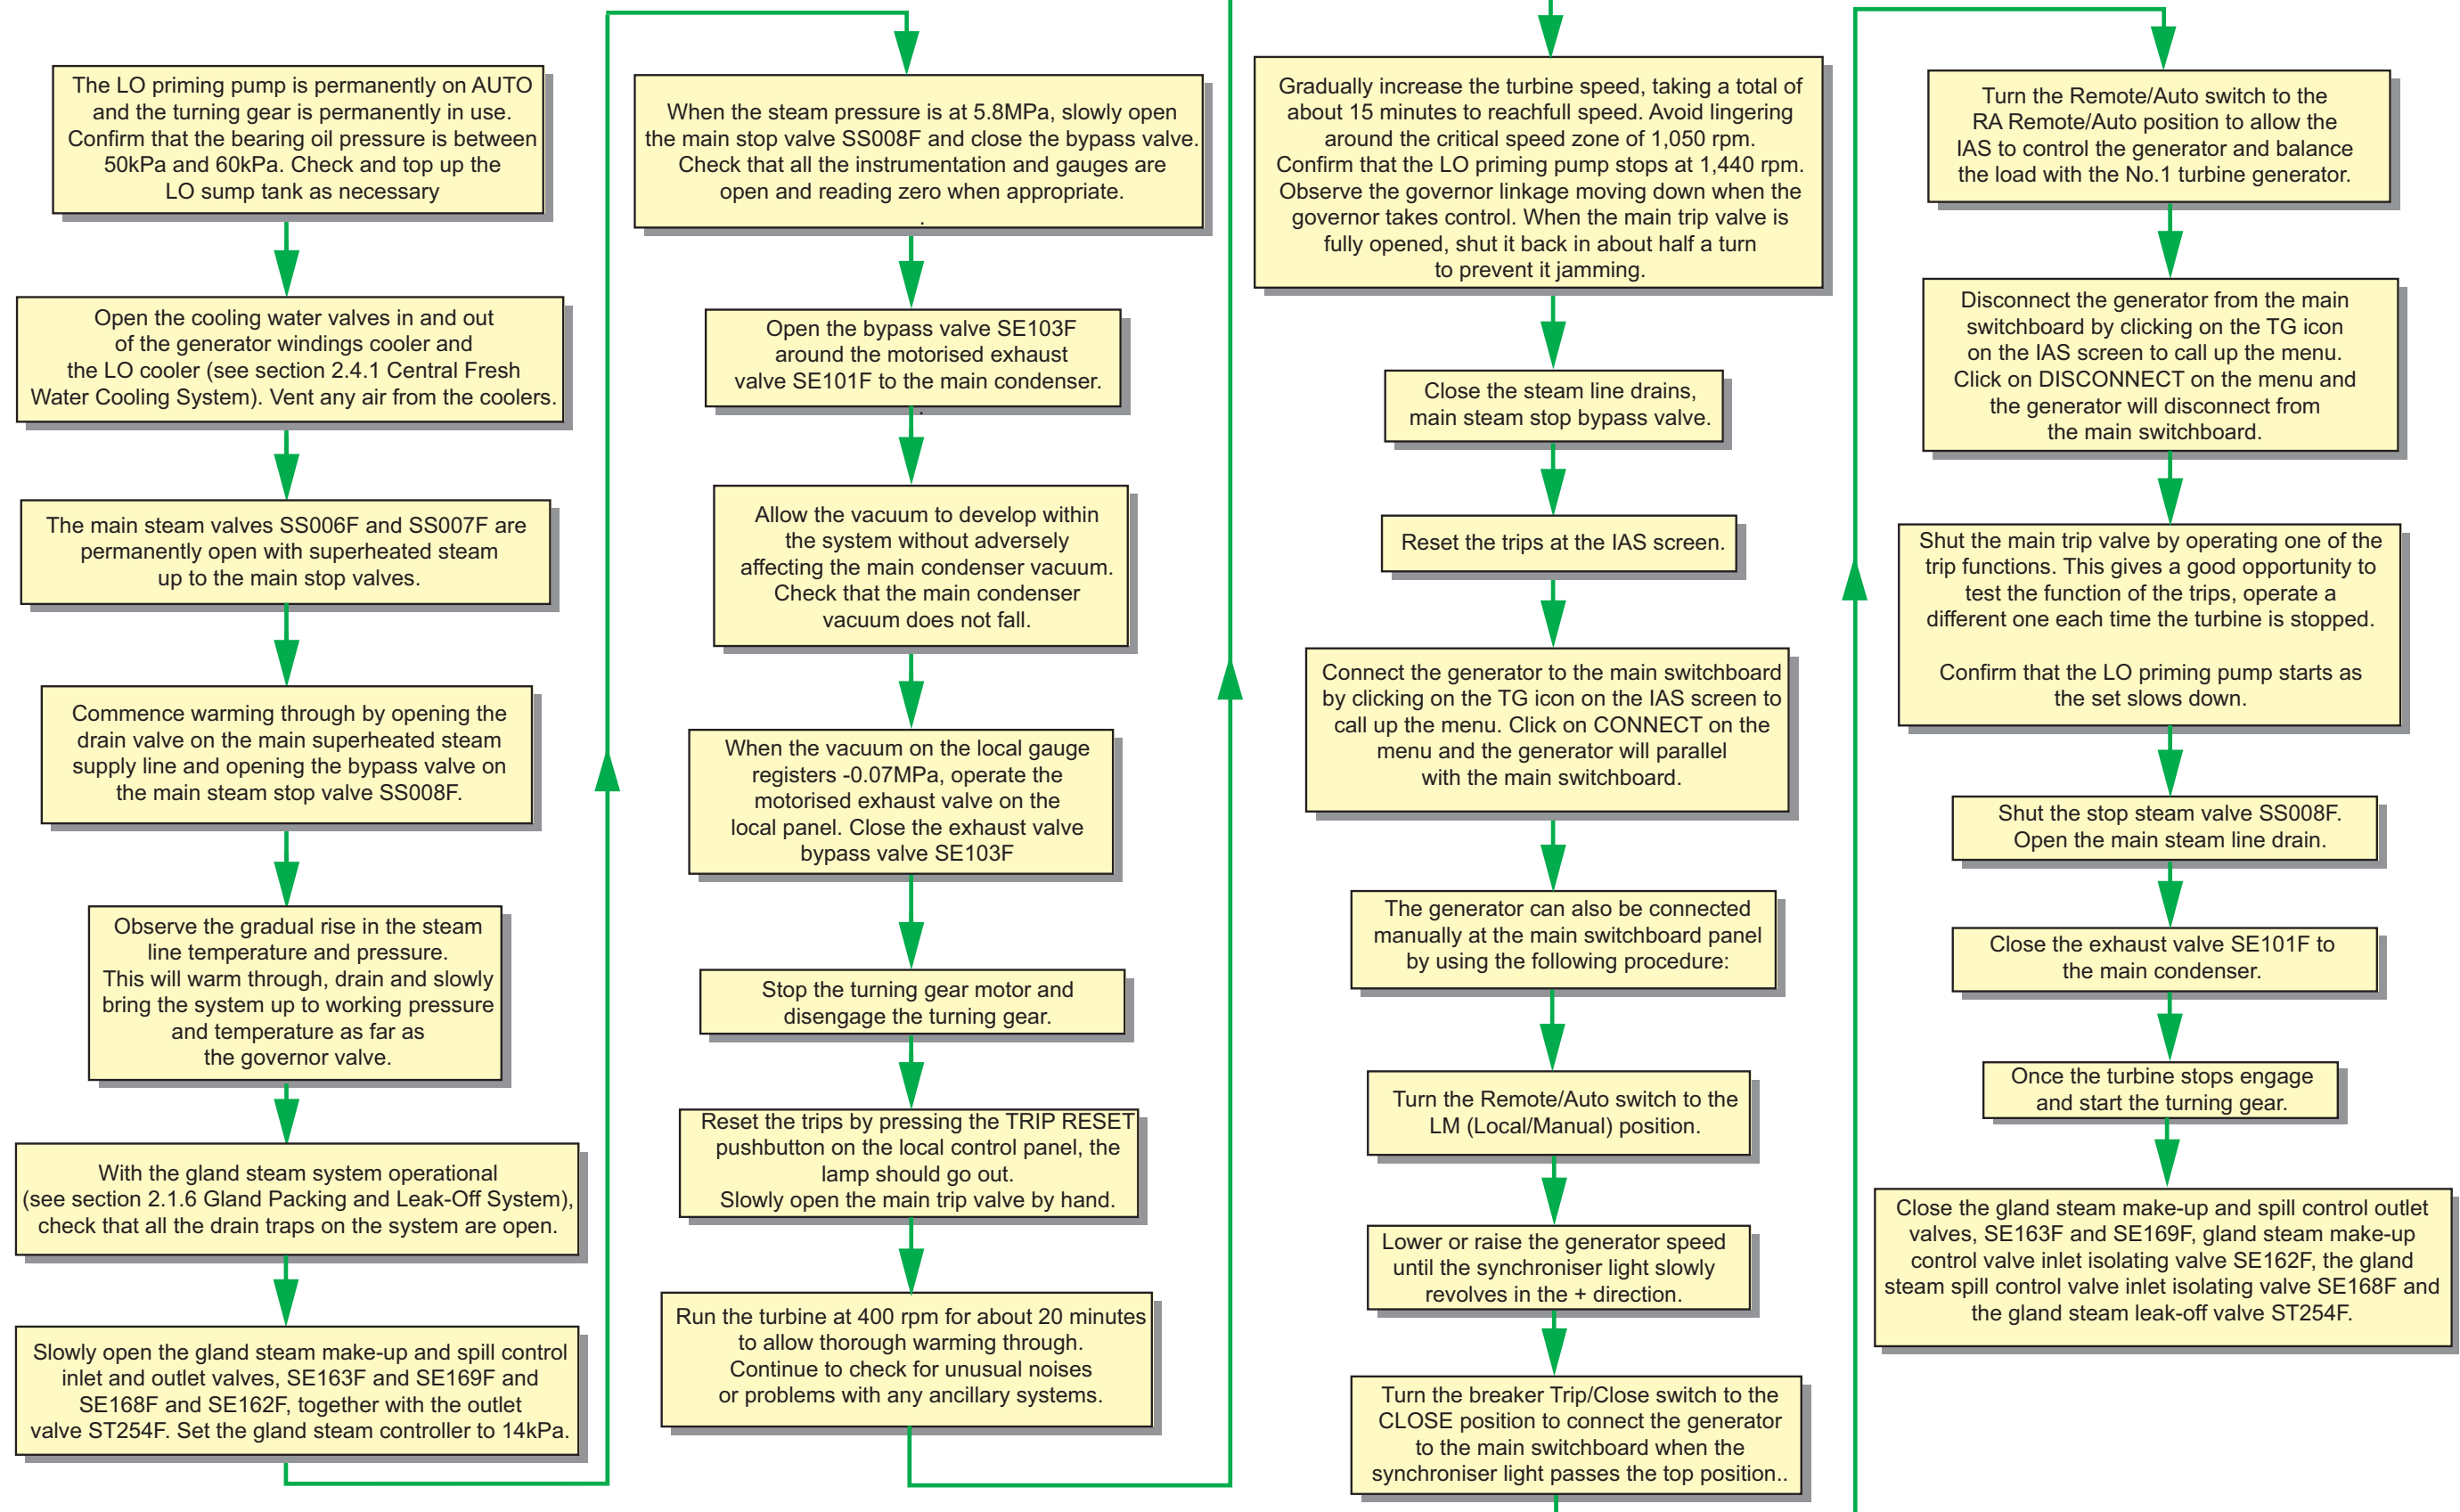 The LO priming pump is permanently on AUTO
and the turning gear is permanently in use.
Confirm that the bearing oil pressure is between
50kPa and 60kPa. Check and top up the
LO sump tank as necessary
Open the cooling water valves in and out
of the generator windings cooler and
the LO cooler (see section 2.4.1 Central Fresh
Water Cooling System). Vent any air from the coolers.
The main steam valves SS006F and SS007F are
permanently open with superheated steam
up to the main stop valves.
Commence warming through by opening the
drain valve on the main superheated steam
supply line and opening the bypass valve on
the main steam stop valve SS008F.
Observe the gradual rise in the steam
line temperature and pressure.
This will warm through, drain and slowly
bring the system up to working pressure
and temperature as far as
the governor valve.
With the gland steam system operational
(see section 2.1.6 Gland Packing and Leak-Off System),
check that all the drain traps on the system are open.
Slowly open the gland steam make-up and spill control
inlet and outlet valves, SE163F and SE169F and
SE168F and SE162F, together with the outlet
valve ST254F. Set the gland steam controller to 14kPa.
When the steam pressure is at 5.8MPa, slowly open
the main stop valve SS008F and close the bypass valve.
Check that all the instrumentation and gauges are
open and reading zero when appropriate.
.
Open the bypass valve SE103F
around the motorised exhaust
valve SE101F to the main condenser.
.
Allow the vacuum to develop within
the system without adversely
affecting the main condenser vacuum.
Check that the main condenser
vacuum does not fall.
When the vacuum on the local gauge
registers -0.07MPa, operate the
motorised exhaust valve on the
local panel. Close the exhaust valve
bypass valve SE103F
Stop the turning gear motor and
disengage the turning gear.
Reset the trips by pressing the TRIP RESET
pushbutton on the local control panel, the
lamp should go out.
Slowly open the main trip valve by hand.
Run the turbine at 400 rpm for about 20 minutes
to allow thorough warming through.
Continue to check for unusual noises
or problems with any ancillary systems.
Gradually increase the turbine speed, taking a total of
about 15 minutes to reachfull speed. Avoid lingering
around the critical speed zone of 1,050 rpm.
Confirm that the LO priming pump stops at 1,440 rpm.
Observe the governor linkage moving down when the
governor takes control. When the main trip valve is
fully opened, shut it back in about half a turn
to prevent it jamming.
Close the steam line drains,
main steam stop bypass valve.
Reset the trips at the IAS screen.
Connect the generator to the main switchboard
by clicking on the TG icon on the IAS screen to
call up the menu. Click on CONNECT on the
menu and the generator will parallel
with the main switchboard.
The generator can also be connected
manually at the main switchboard panel
by using the following procedure:
Turn the Remote/Auto switch to the
LM (Local/Manual) position.
Lower or raise the generator speed
until the synchroniser light slowly
revolves in the + direction.
Turn the breaker Trip/Close switch to the
CLOSE position to connect the generator
to the main switchboard when the
synchroniser light passes the top position..
Turn the Remote/Auto switch to the
RA Remote/Auto position to allow the
IAS to control the generator and balance
the load with the No.1 turbine generator.
Disconnect the generator from the main
switchboard by clicking on the TG icon
on the IAS screen to call up the menu.
Click on DISCONNECT on the menu and
the generator will disconnect from
the main switchboard.
Shut the main trip valve by operating one of the
trip functions. This gives a good opportunity to
test the function of the trips, operate a
different one each time the turbine is stopped.
Confirm that the LO priming pump starts as
the set slows down.
Shut the stop steam valve SS008F.
Open the main steam line drain.
Close the exhaust valve SE101F to
the main condenser.
Once the turbine stops engage
and start the turning gear.
Close the gland steam make-up and spill control outlet
valves, SE163F and SE169F, gland steam make-up
control valve inlet isolating valve SE162F, the gland
steam spill control valve inlet isolating valve SE168F and
the gland steam leak-off valve ST254F.